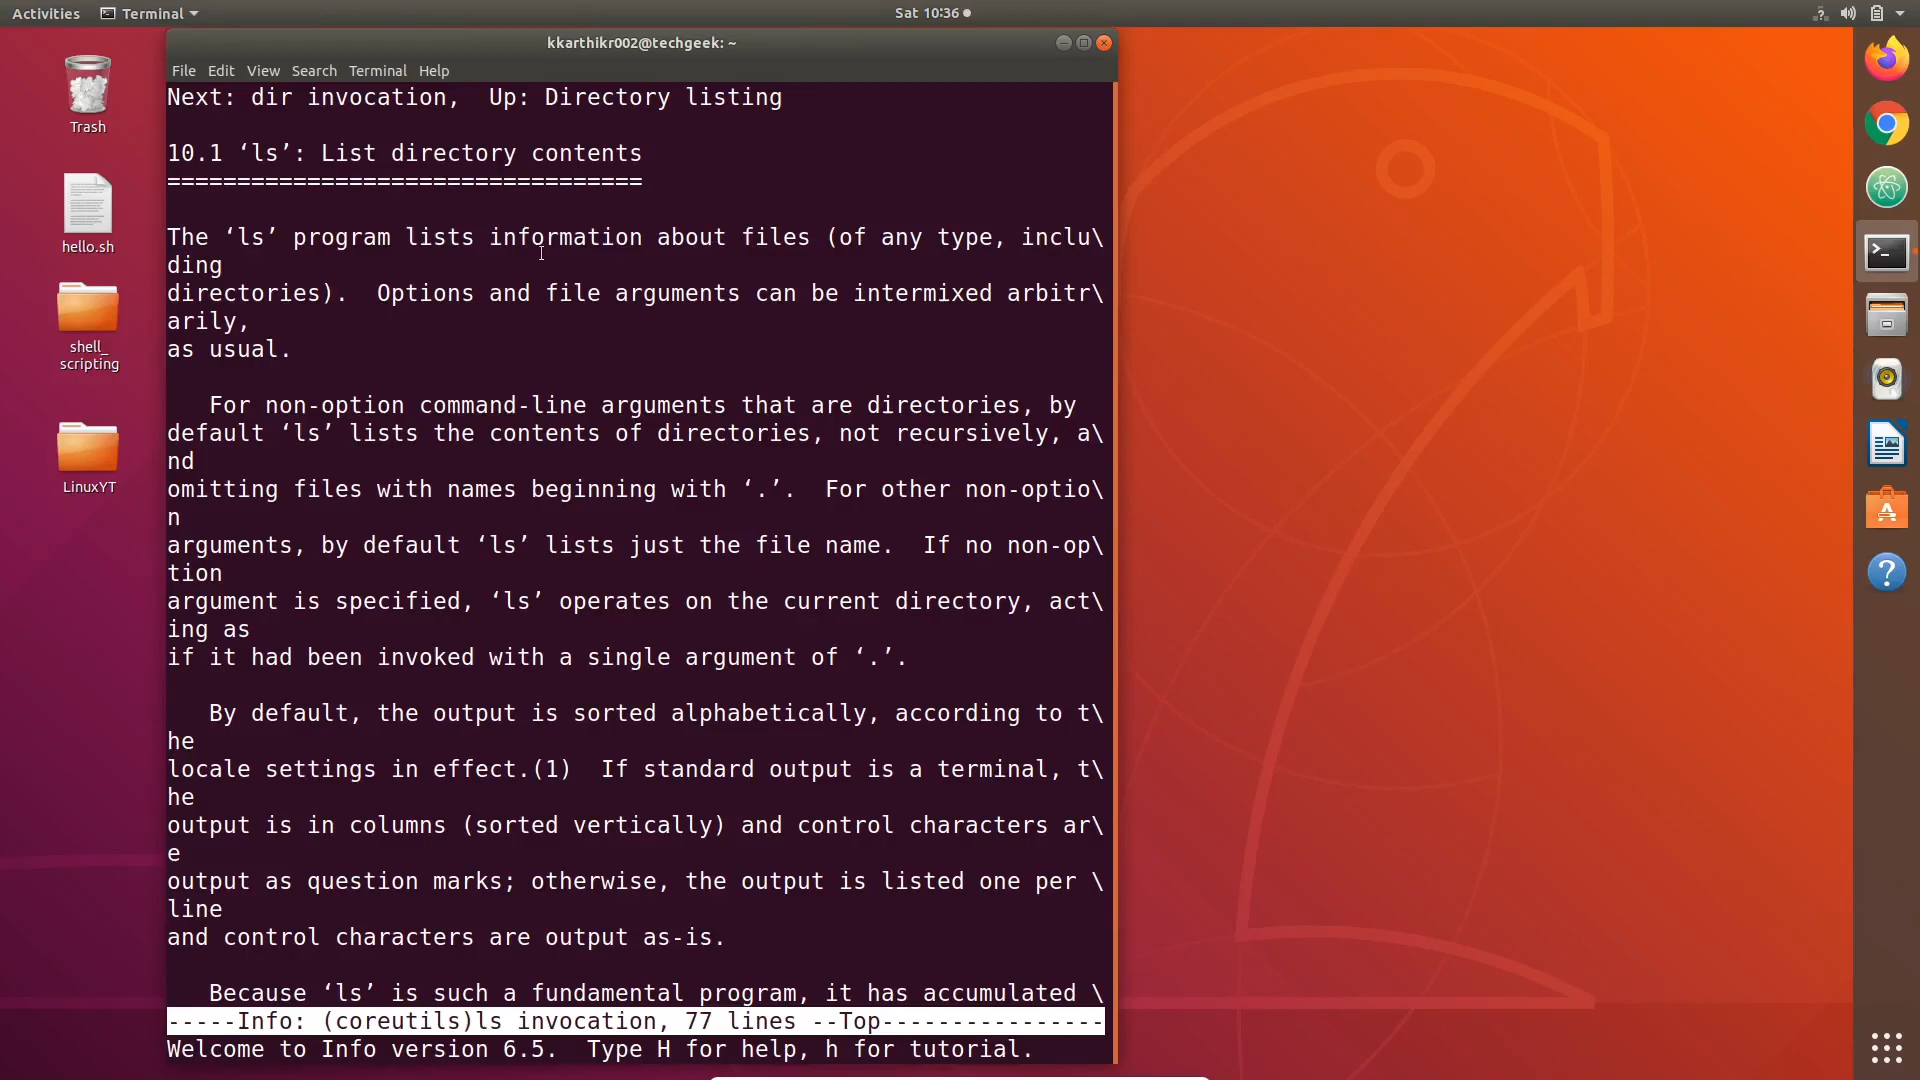 Activities Terminal Sat 10:36
kkarthikr002@techgeek: ~
File Edit View Search Terminal Help
Trash
hello.sh
shell_
scripting
LinuxYT
Next: dir invocation,  Up: Directory listing
10.1 ‘ls’: List directory contents
==================================
The ‘ls’ program lists information about files (of any type, inclu\
ding
directories).  Options and file arguments can be intermixed arbitr\
arily,
as usual.
   For non-option command-line arguments that are directories, by
default ‘ls’ lists the contents of directories, not recursively, a\
nd
omitting files with names beginning with ‘.’.  For other non-optio\
n
arguments, by default ‘ls’ lists just the file name.  If no non-op\
tion
argument is specified, ‘ls’ operates on the current directory, act\
ing as
if it had been invoked with a single argument of ‘.’.
   By default, the output is sorted alphabetically, according to t\
he
locale settings in effect.(1)  If standard output is a terminal, t\
he
output is in columns (sorted vertically) and control characters ar\
e
output as question marks; otherwise, the output is listed one per \
line
and control characters are output as-is.
   Because ‘ls’ is such a fundamental program, it has accumulated \
-----Info: (coreutils)ls invocation, 77 lines --Top----------------
Welcome to Info version 6.5.  Type H for help, h for tutorial.